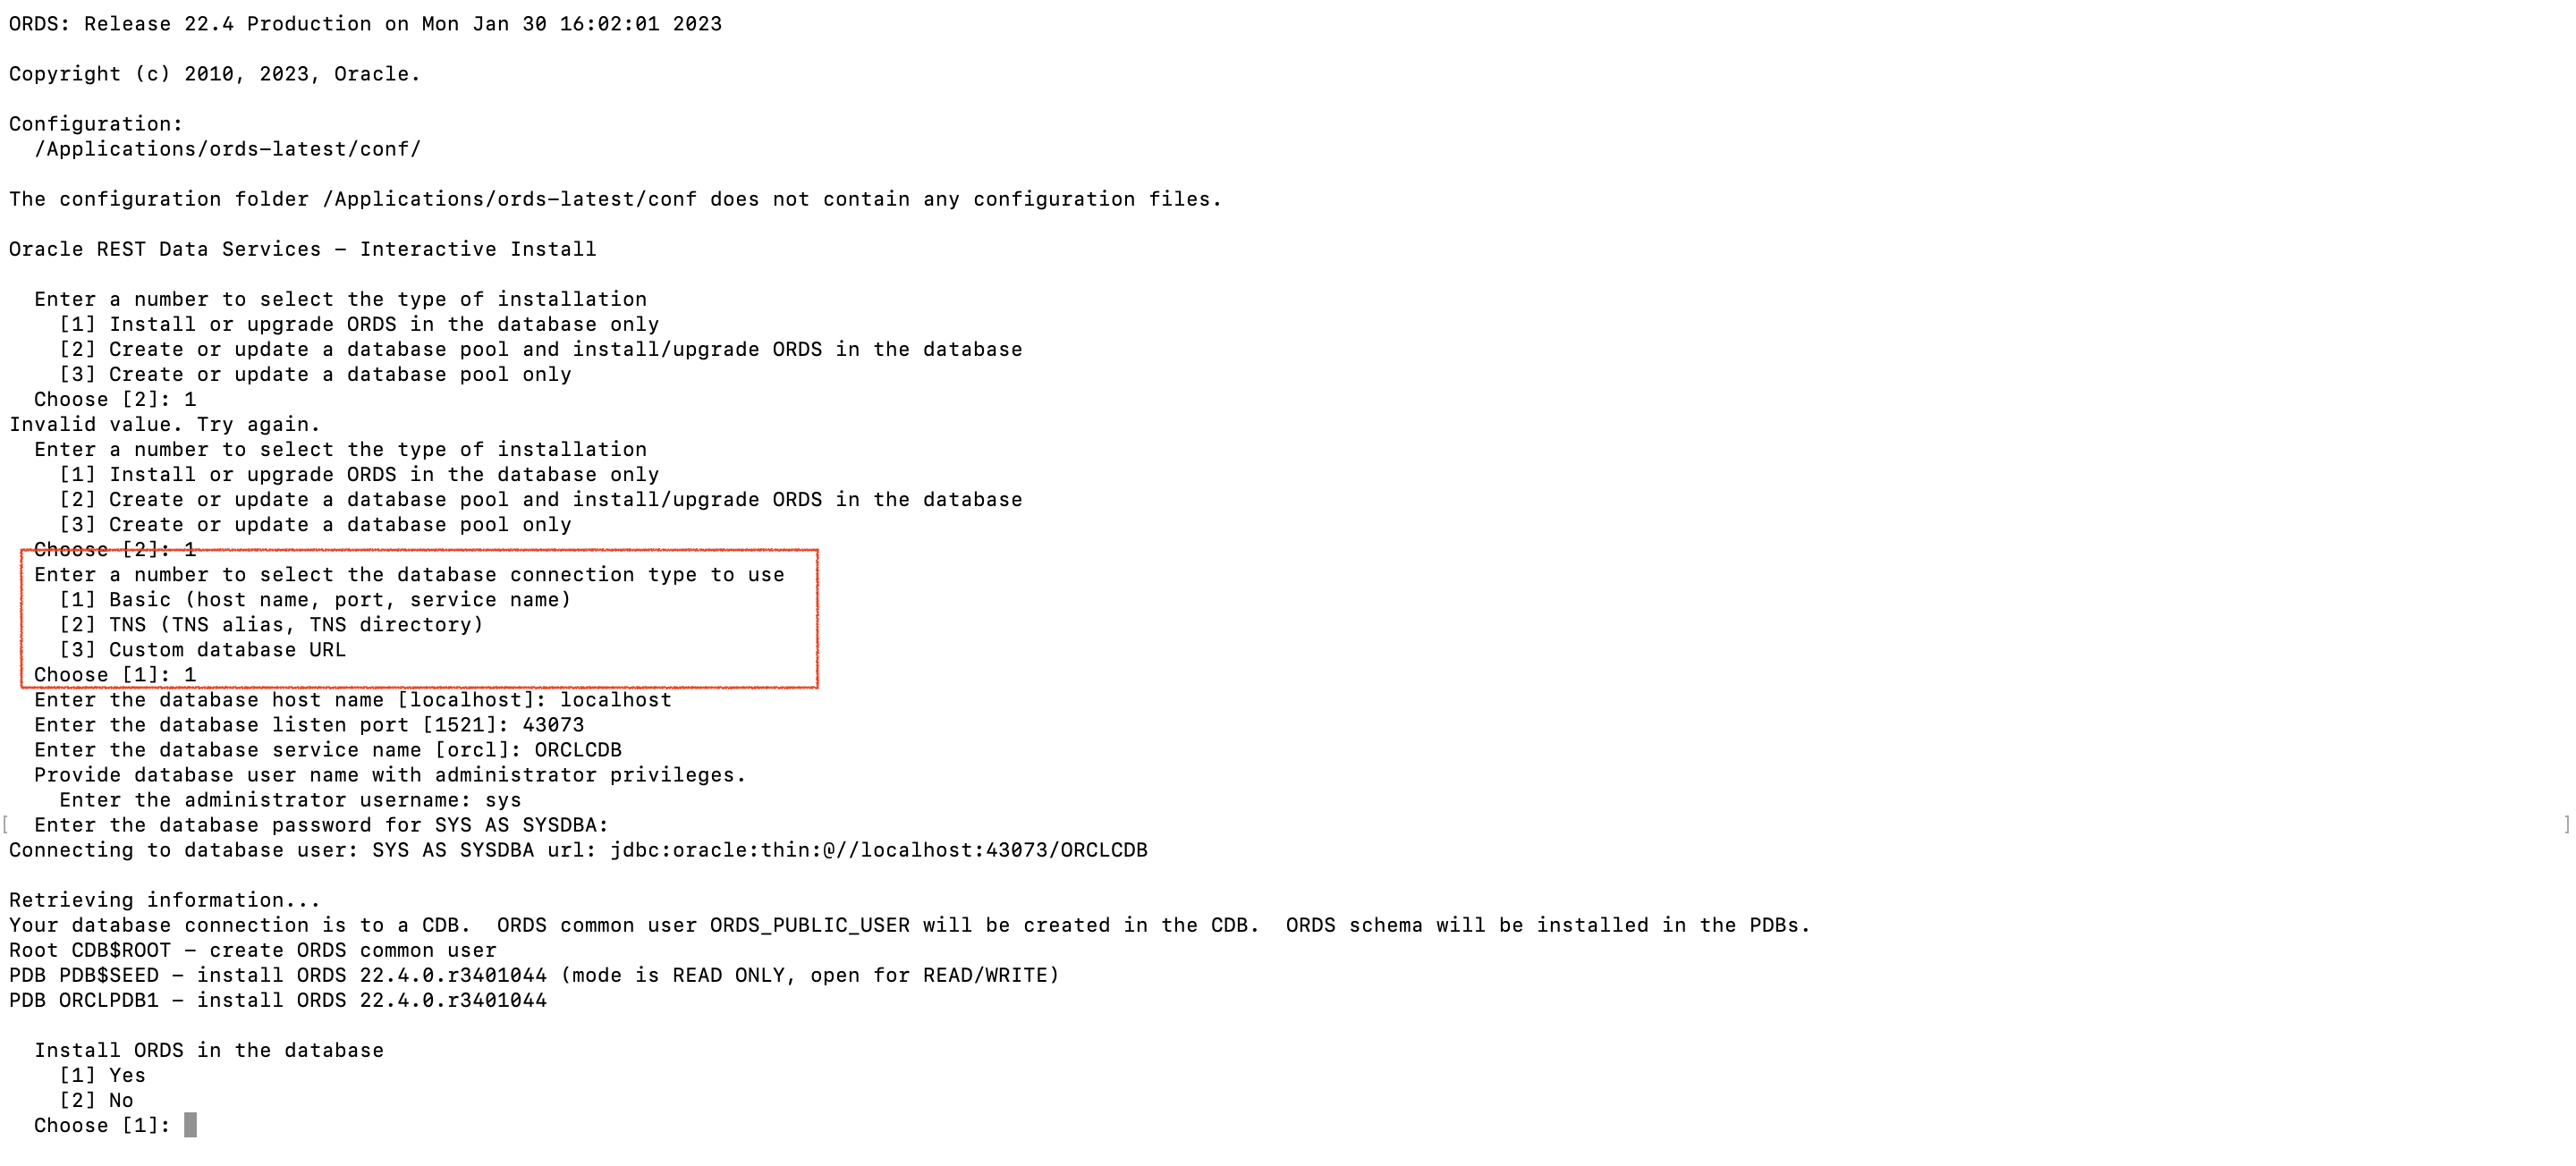 ORDS: Release 22.4 Production on Mon Jan 30 16:02:01 2023
Copyright (c) 2010, 2023, Oracle.
Configuration:
/Applications/ords-latest/conf/
The configuration folder /Applications/ords-latest/conf does not contain any configuration files.
Oracle REST Data Services - Interactive Install
Enter a number to select the type of installation
[1] Install or upgrade ORDS in the database only
[2] Create or update a database pool and install/upgrade ORDS in the database
[3] Create or update a database pool only
Choose [2]: 1
Invalid value. Try again.
Enter a number to select the type of installation
[1] Install or upgrade ORDS in the database only
[2] Create or update a database pool and install/upgrade ORDS in the database
[3] Create or update a database pool only
Choose [2]: 1
Enter a number to select the database connection type to use
[1] Basic (host name, port, service name)
[2] TNS (TNS alias, TNS directory)
[3] Custom database URL
Choose [1]: 1
Enter the database host name [localhost]: localhost
Enter the database listen port [1521]: 43073
Enter the database service name [orcl]: ORCLCDB
Provide database user name with administrator privileges.
Enter the administrator username: sys
[ Enter the database password for SYS AS SYSDBA: ]
Connecting to database user: SYS AS SYSDBA url: jdbc:oracle:thin:@//localhost:43073/ORCLCDB
Retrieving information...
Your database connection is to a CDB.  ORDS common user ORDS_PUBLIC_USER will be created in the CDB.  ORDS schema will be installed in the PDBs.
Root CDB$ROOT - create ORDS common user
PDB PDB$SEED - install ORDS 22.4.0.r3401044 (mode is READ ONLY, open for READ/WRITE)
PDB ORCLPDB1 - install ORDS 22.4.0.r3401044
Install ORDS in the database
[1] Yes
[2] No
Choose [1]: